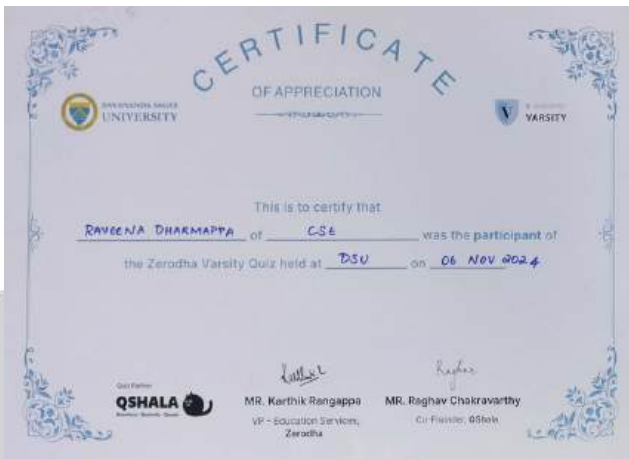 CERTIFICATE
OF APPRECIATION
UNIVERSITY
VARSITY
This is to certify that
RAVEENA DHARMAPPA of CSE was the participant of
the Zerodha Varsity Quiz held at DSU on 06 NOV 2024
Quiz Partner
QSHALA
MR. Karthik Rangappa
VP - Education Services,
Zerodha
MR. Raghav Chakravarthy
Co-Founder, QShala